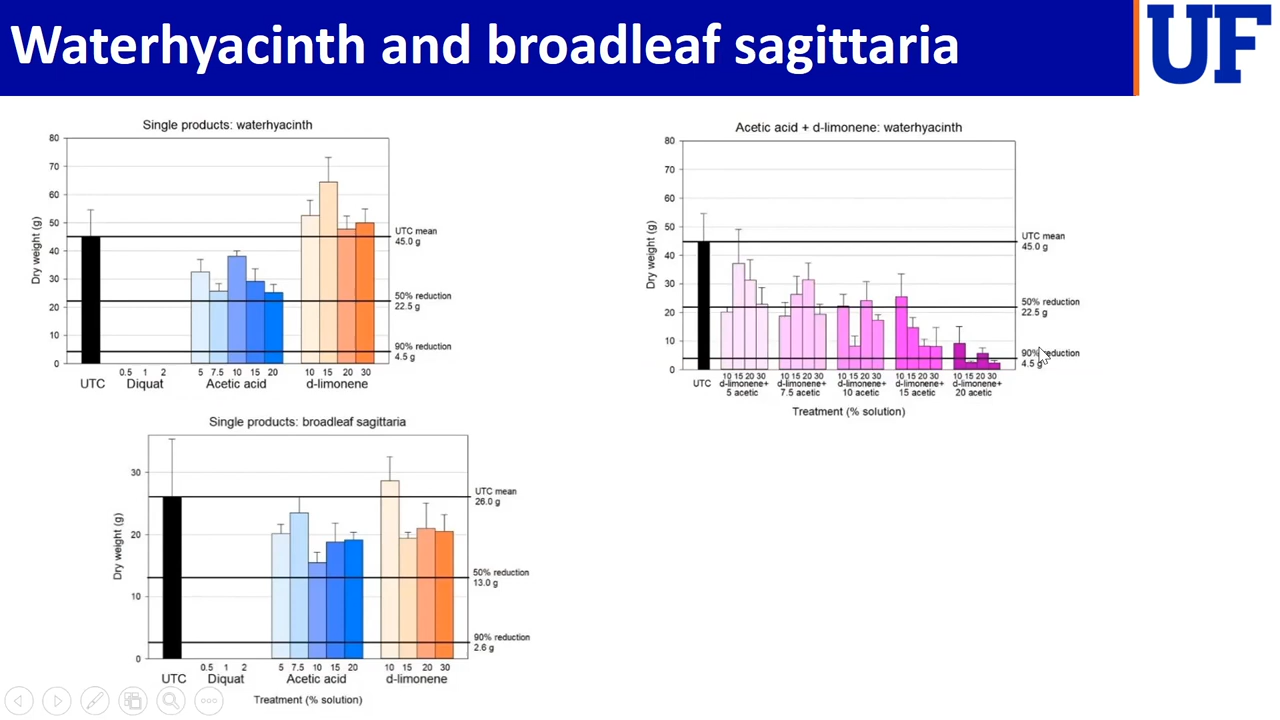 Waterhyacinth and broadleaf sagittaria
UF
Single products: waterhyacinth
80
70
60
50
40
30
20
10
0
Dry weight (g)
UTC mean
45.0 g
50% reduction
22.5 g
90% reduction
4.5 g
0.5 1 2
5 7.5 10 15 20
10 15 20 30
UTC Diquat Acetic acid d-limonene
Acetic acid + d-limonene: waterhyacinth
80
70
60
50
40
30
20
10
0
Dry weight (g)
UTC mean
45.0 g
50% reduction
22.5 g
90% reduction
4.5 g
10 15 20 30 10 15 20 30 10 15 20 30 10 15 20 30 10 15 20 30
UTC d-limonene+ d-limonene+ d-limonene+ d-limonene+ d-limonene+
5 acetic 7.5 acetic 10 acetic 15 acetic 20 acetic
Treatment (% solution)
Single products: broadleaf sagittaria
30
20
10
0
Dry weight (g)
UTC mean
26.0 g
50% reduction
13.0 g
90% reduction
2.6 g
0.5 1 2 5 7.5 10 15 20 10 15 20 30
UTC Diquat Acetic acid d-limonene
Treatment (% solution)